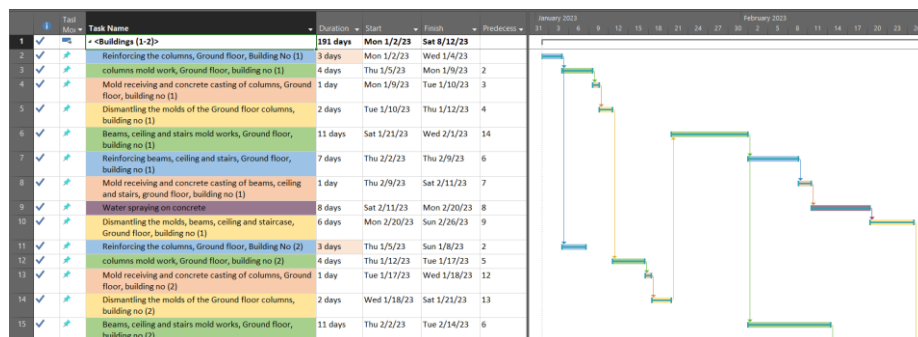 January 2023 February 2023
Task Mo Task Name Duration Start Finish Predecess 31 3 6 9 12 15 18 21 24 27 30 2 5 8 11 14 17 20 23
1 <Buildings (1-2)> 191 days Mon 1/2/23 Sat 8/12/23
2 Reinforcing the columns, Ground floor, Building No (1) 3 days Mon 1/2/23 Wed 1/4/23
3 columns mold work, Ground floor, building no (1) 4 days Thu 1/5/23 Mon 1/9/23 2
4 Mold receiving and concrete casting of columns, Ground 1 day Mon 1/9/23 Tue 1/10/23 3
floor, building no (1)
5 Dismantling the molds of the Ground floor columns, 2 days Tue 1/10/23 Thu 1/12/23 4
building no (1)
6 Beams, ceiling and stairs mold works, Ground floor, 11 days Sat 1/21/23 Wed 2/1/23 14
building no (1)
7 Reinforcing beams, ceiling and stairs, Ground floor, 7 days Thu 2/2/23 Thu 2/9/23 6
building no (1)
8 Mold receiving and concrete casting of beams, ceiling 1 day Thu 2/9/23 Sat 2/11/23 7
and stairs, ground floor, building no (1)
9 Water spraying on concrete 8 days Sat 2/11/23 Mon 2/20/23 8
10 Dismantling the molds, beams, ceiling and staircase, 6 days Mon 2/20/23 Sun 2/26/23 9
Ground floor, building no (1)
11 Reinforcing the columns, Ground floor, Building No (2) 3 days Thu 1/5/23 Sun 1/8/23 2
12 columns mold work, Ground floor, building no (2) 4 days Thu 1/12/23 Tue 1/17/23 5
13 Mold receiving and concrete casting of columns, Ground 1 day Tue 1/17/23 Wed 1/18/23 12
floor, building no (2)
14 Dismantling the molds of the Ground floor columns, 2 days Wed 1/18/23 Sat 1/21/23 13
building no (2)
15 Beams, ceiling and stairs mold works, Ground floor, 11 days Thu 2/2/23 Tue 2/14/23 6
building no (2)